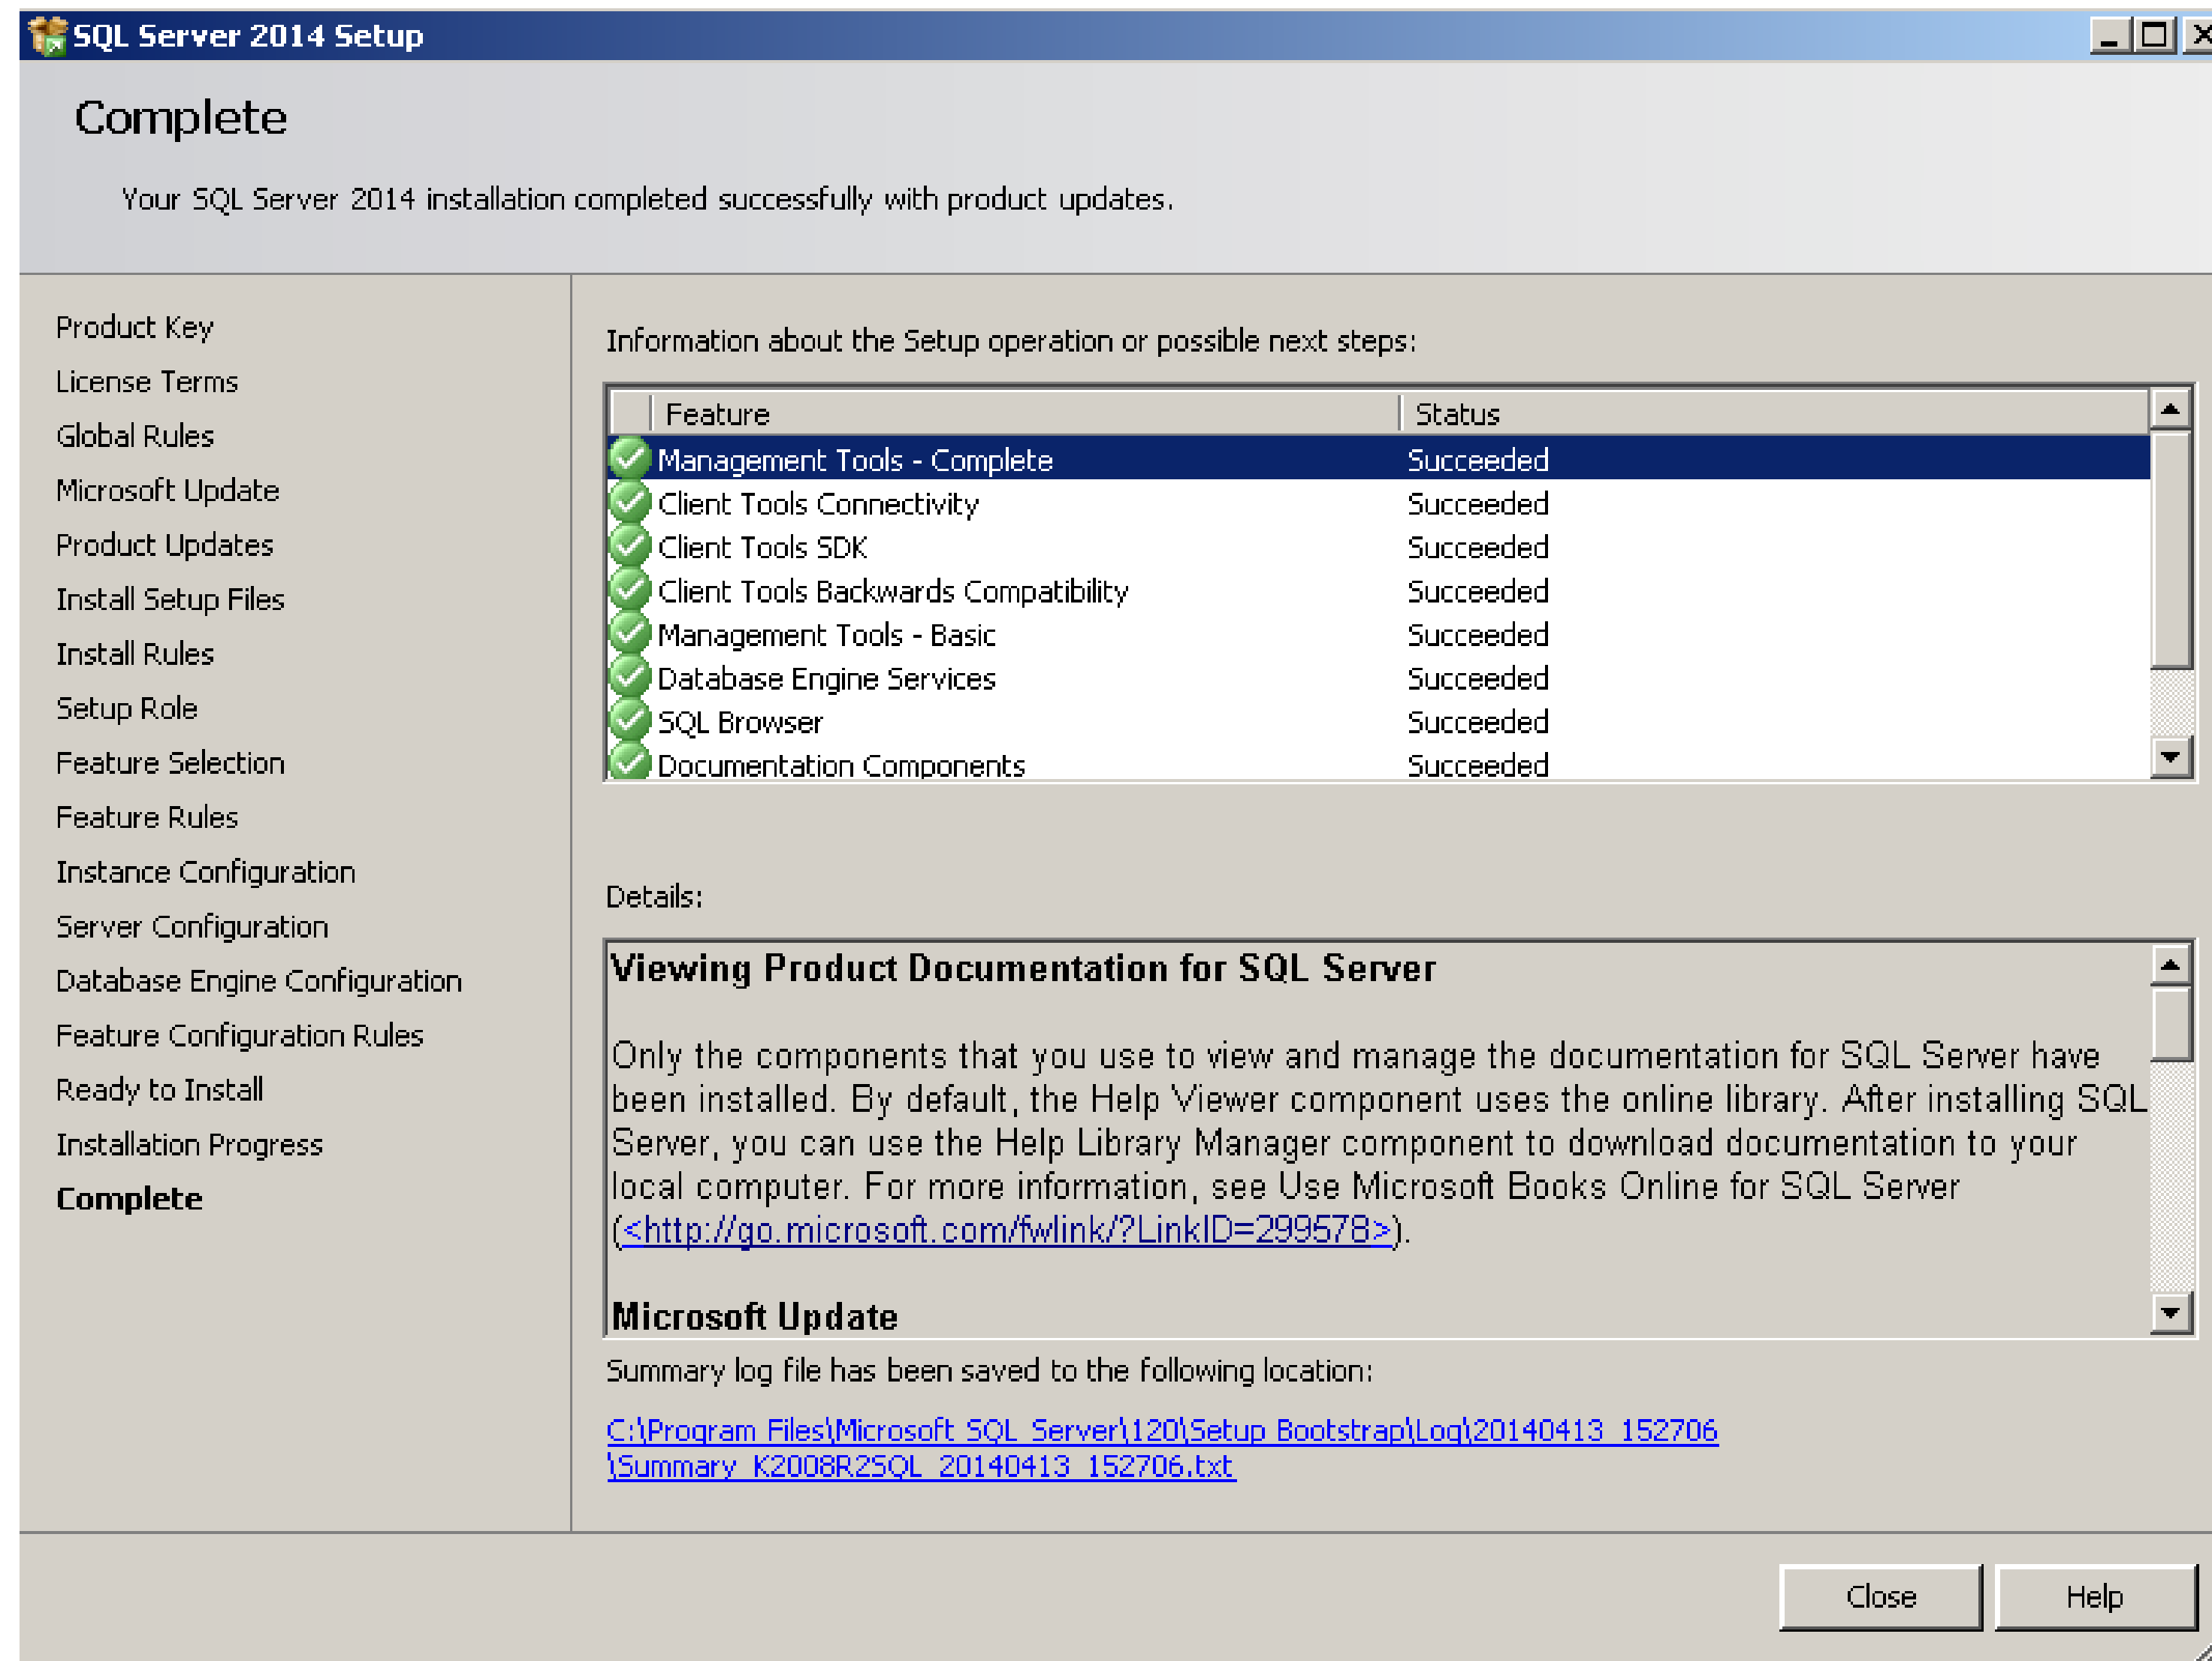 SQL Server 2014 Setup
Complete
Your SQL Server 2014 installation completed successfully with product updates.
Product Key
License Terms
Global Rules
Microsoft Update
Product Updates
Install Setup Files
Install Rules
Setup Role
Feature Selection
Feature Rules
Instance Configuration
Server Configuration
Database Engine Configuration
Feature Configuration Rules
Ready to Install
Installation Progress
Complete
Information about the Setup operation or possible next steps:
Feature Status
Management Tools - Complete Succeeded
Client Tools Connectivity Succeeded
Client Tools SDK Succeeded
Client Tools Backwards Compatibility Succeeded
Management Tools - Basic Succeeded
Database Engine Services Succeeded
SQL Browser Succeeded
Documentation Components Succeeded
Details:
Viewing Product Documentation for SQL Server
Only the components that you use to view and manage the documentation for SQL Server have
been installed. By default, the Help Viewer component uses the online library. After installing SQL
Server, you can use the Help Library Manager component to download documentation to your
local computer. For more information, see Use Microsoft Books Online for SQL Server
(<http://go.microsoft.com/fwlink/?LinkID=299578>).
Microsoft Update
Summary log file has been saved to the following location:
C:\Program Files\Microsoft SQL Server\120\Setup Bootstrap\Log\20140413_152706
\Summary_K2008R2SQL_20140413_152706.txt
Close Help